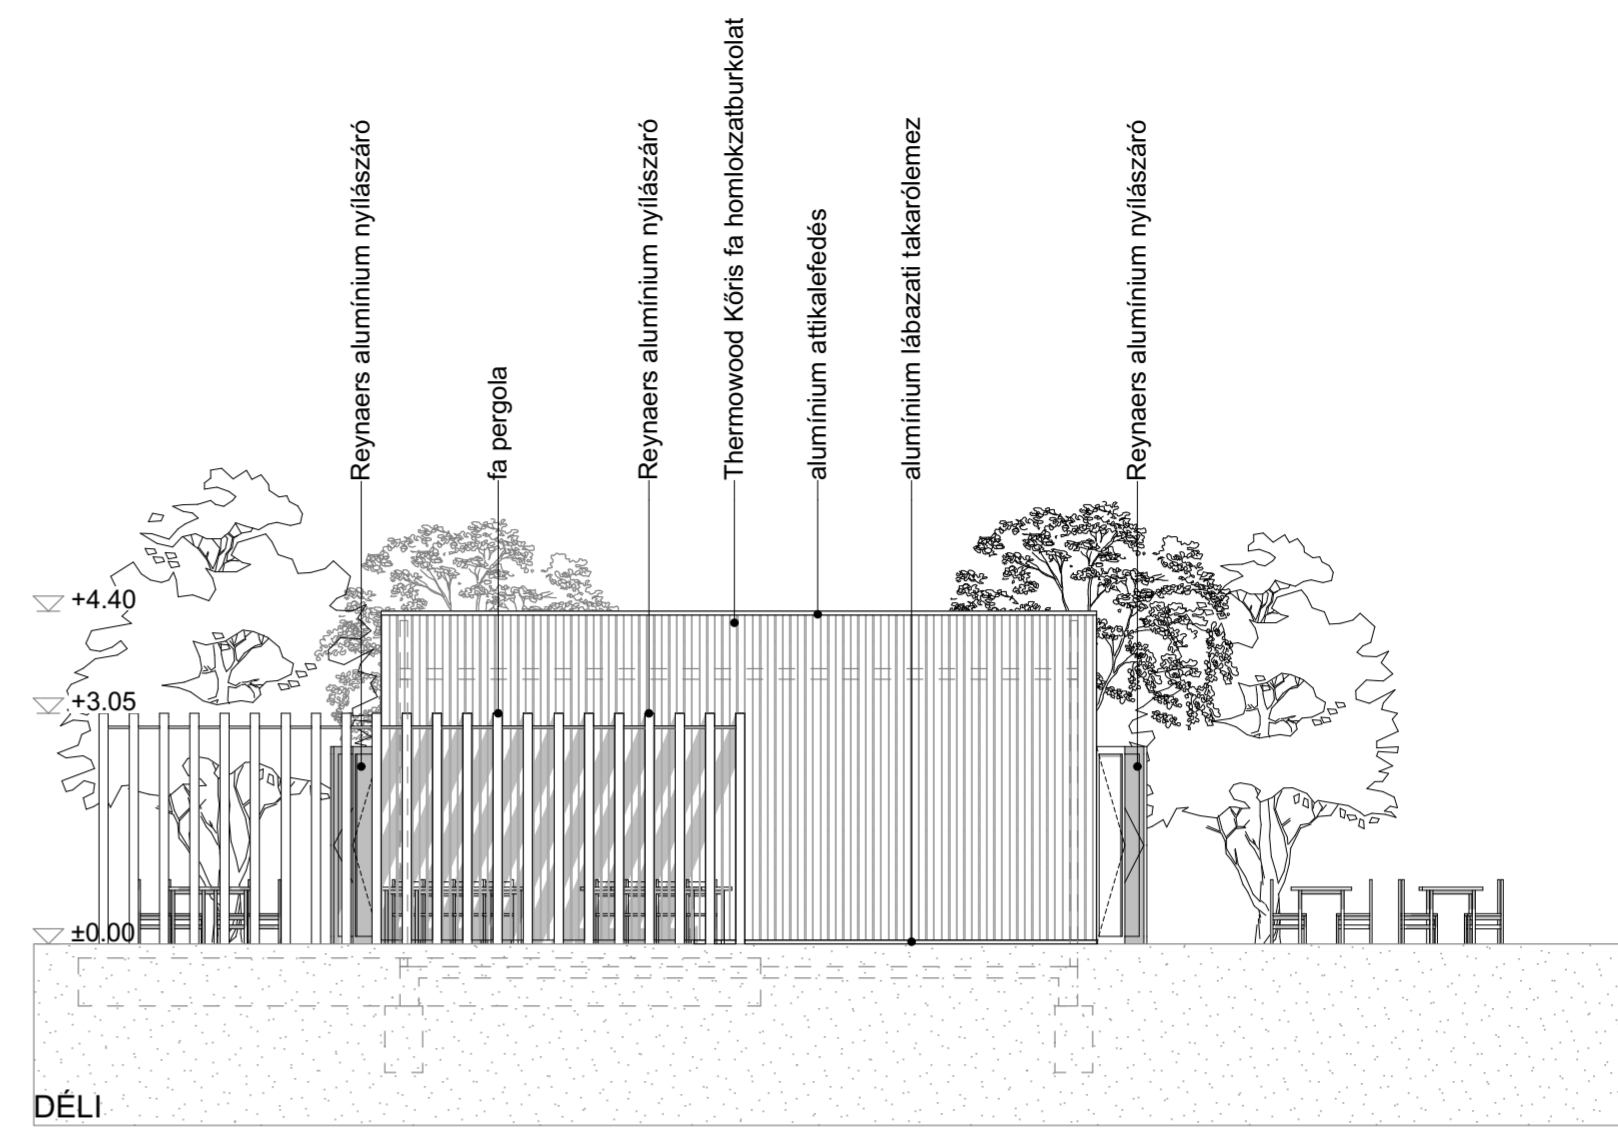 Reynaers alumínium nyílászáró
fa pergola
Reynaers alumínium nyílászáró
Thermowood Kőris fa homlokzatburkolat
alumínium attikalefedés
alumínium lábazati takarólemez
Reynaers alumínium nyílászáró
+4.40
+3.05
±0.00
DÉLI